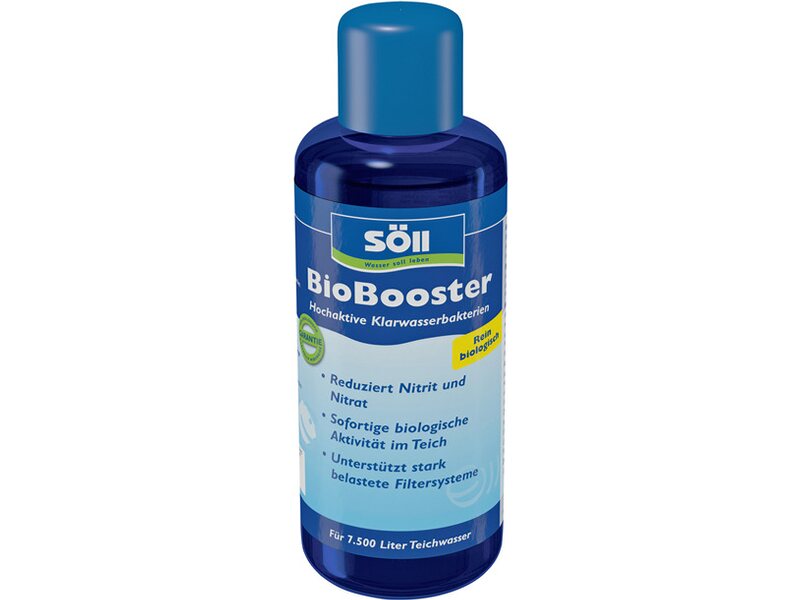 SÖll
Wasser soll leben
BioBooster
Hochaktive Klarwasserbakterien
GARANTIE
Rein
biologisch
• Reduziert Nitrit und
Nitrat
• Sofortige biologische
Aktivität im Teich
• Unterstützt stark
belastete Filtersysteme
Für 7.500 Liter Teichwasser